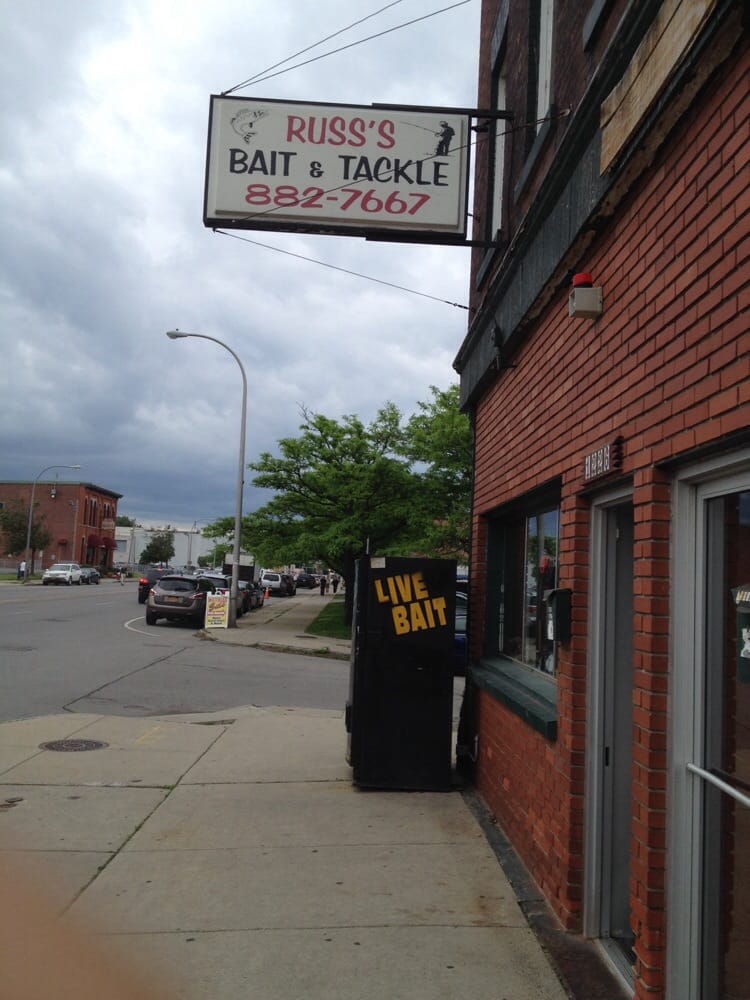 RUSS'S
BAIT & TACKLE
882-7667
LIVE
BAIT